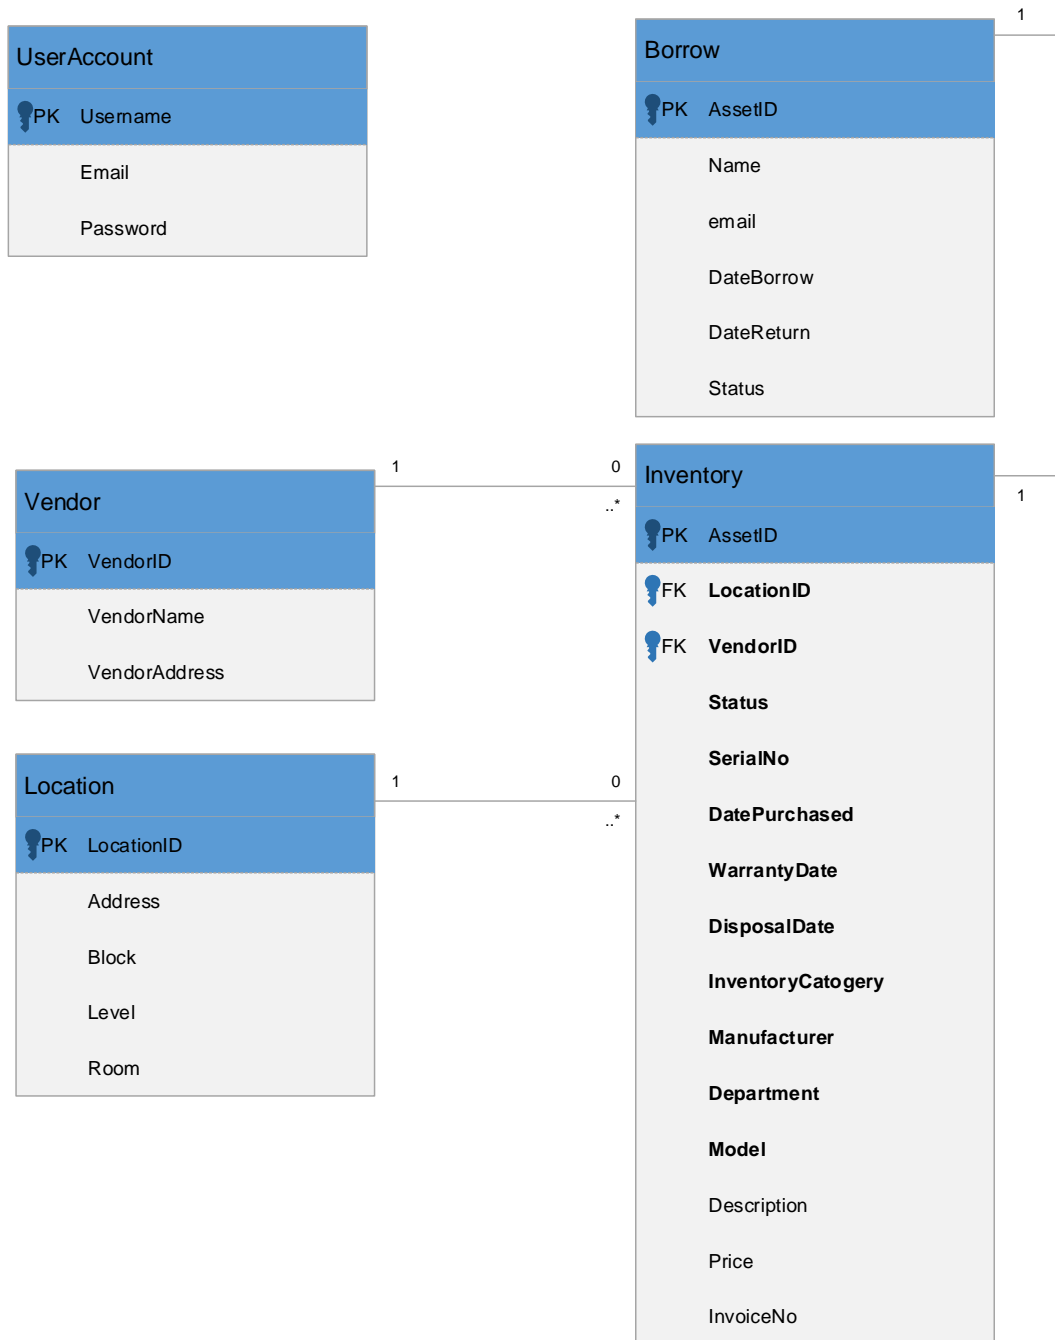 UserAccount
PK Username
Email
Password
1
Borrow
PK AssetID
Name
email
DateBorrow
DateReturn
Status
Vendor
PK VendorID
VendorName
VendorAddress
1
0
..*
Location
PK LocationID
Address
Block
Level
Room
1
0
..*
Inventory
1
PK AssetID
FK LocationID
FK VendorID
Status
SerialNo
DatePurchased
WarrantyDate
DisposalDate
InventoryCatogery
Manufacturer
Department
Model
Description
Price
InvoiceNo